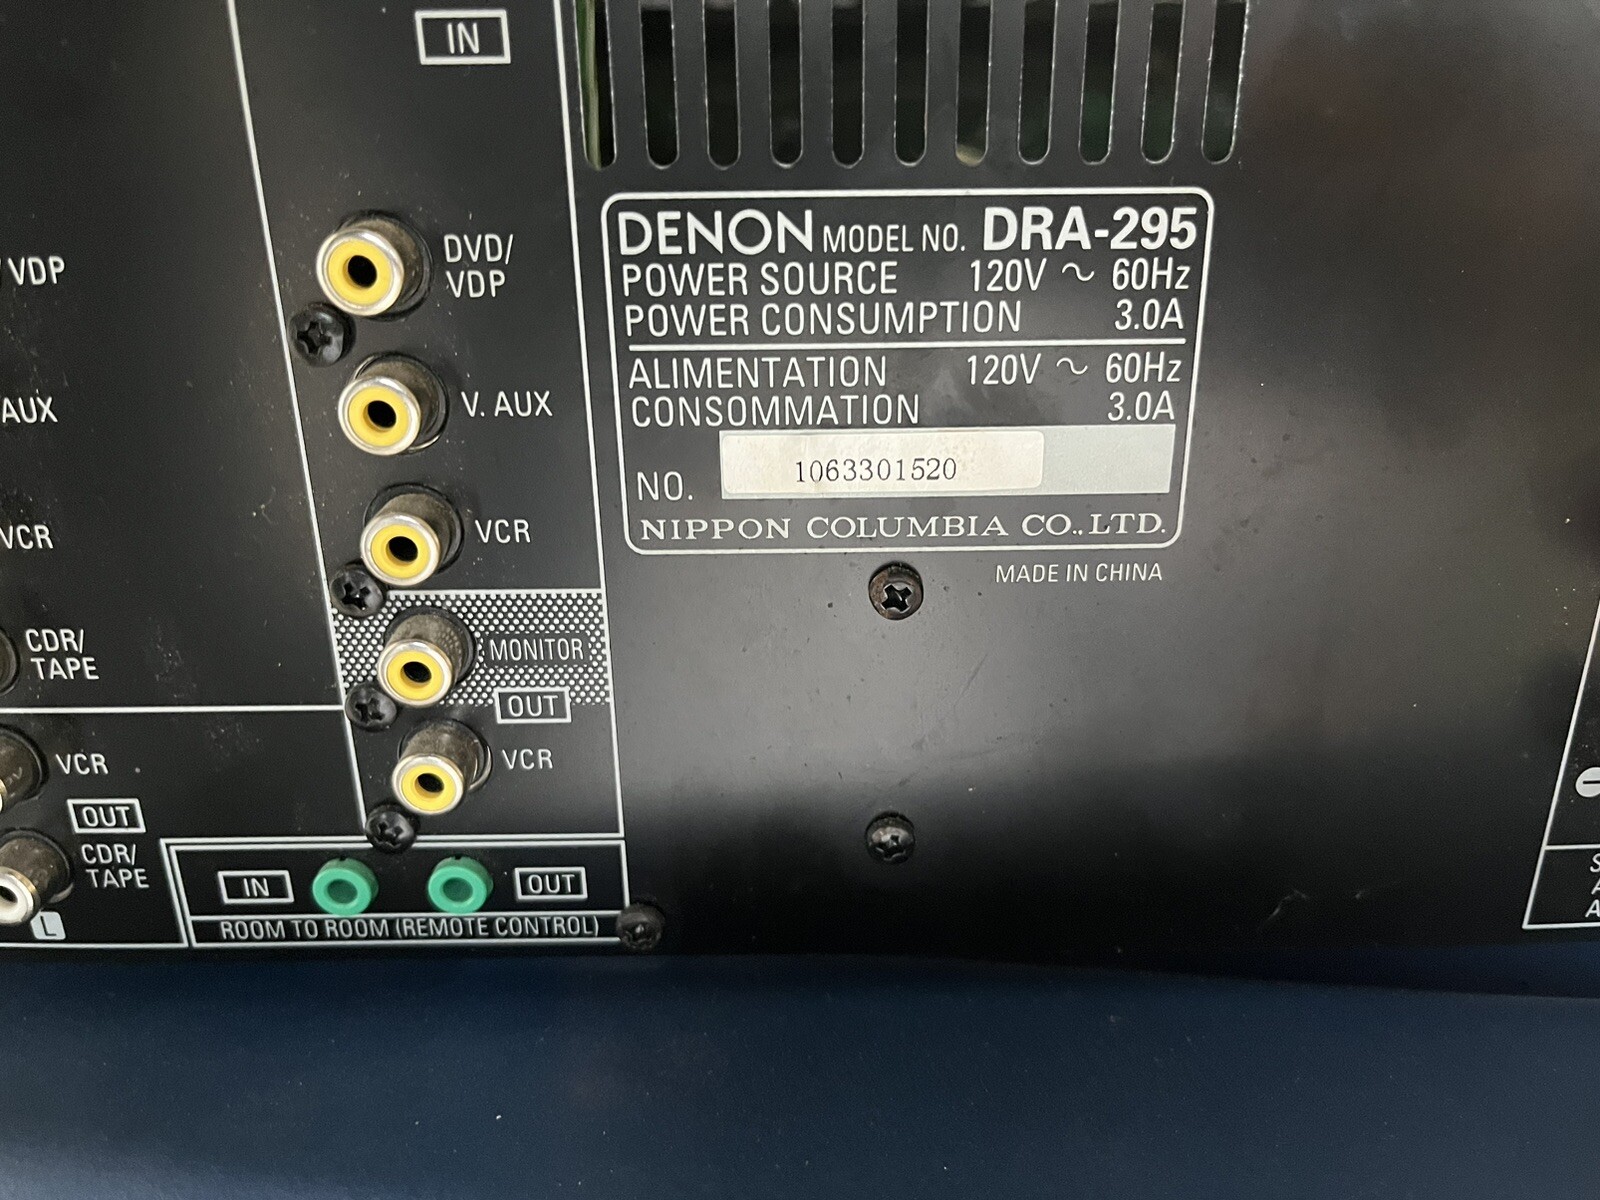 IN
DVD/
VDP
V. AUX
VCR
MONITOR
OUT
VCR
VDP
AUX
VCR
CDR/
TAPE
VCR
OUT
CDR/
TAPE
L
IN
OUT
ROOM TO ROOM (REMOTE CONTROL)
DENON MODEL NO. DRA-295
POWER SOURCE 120V ~ 60Hz
POWER CONSUMPTION 3.0A
ALIMENTATION 120V ~ 60Hz
CONSOMMATION 3.0A
NO. 1063301520
NIPPON COLUMBIA CO.,LTD.
MADE IN CHINA